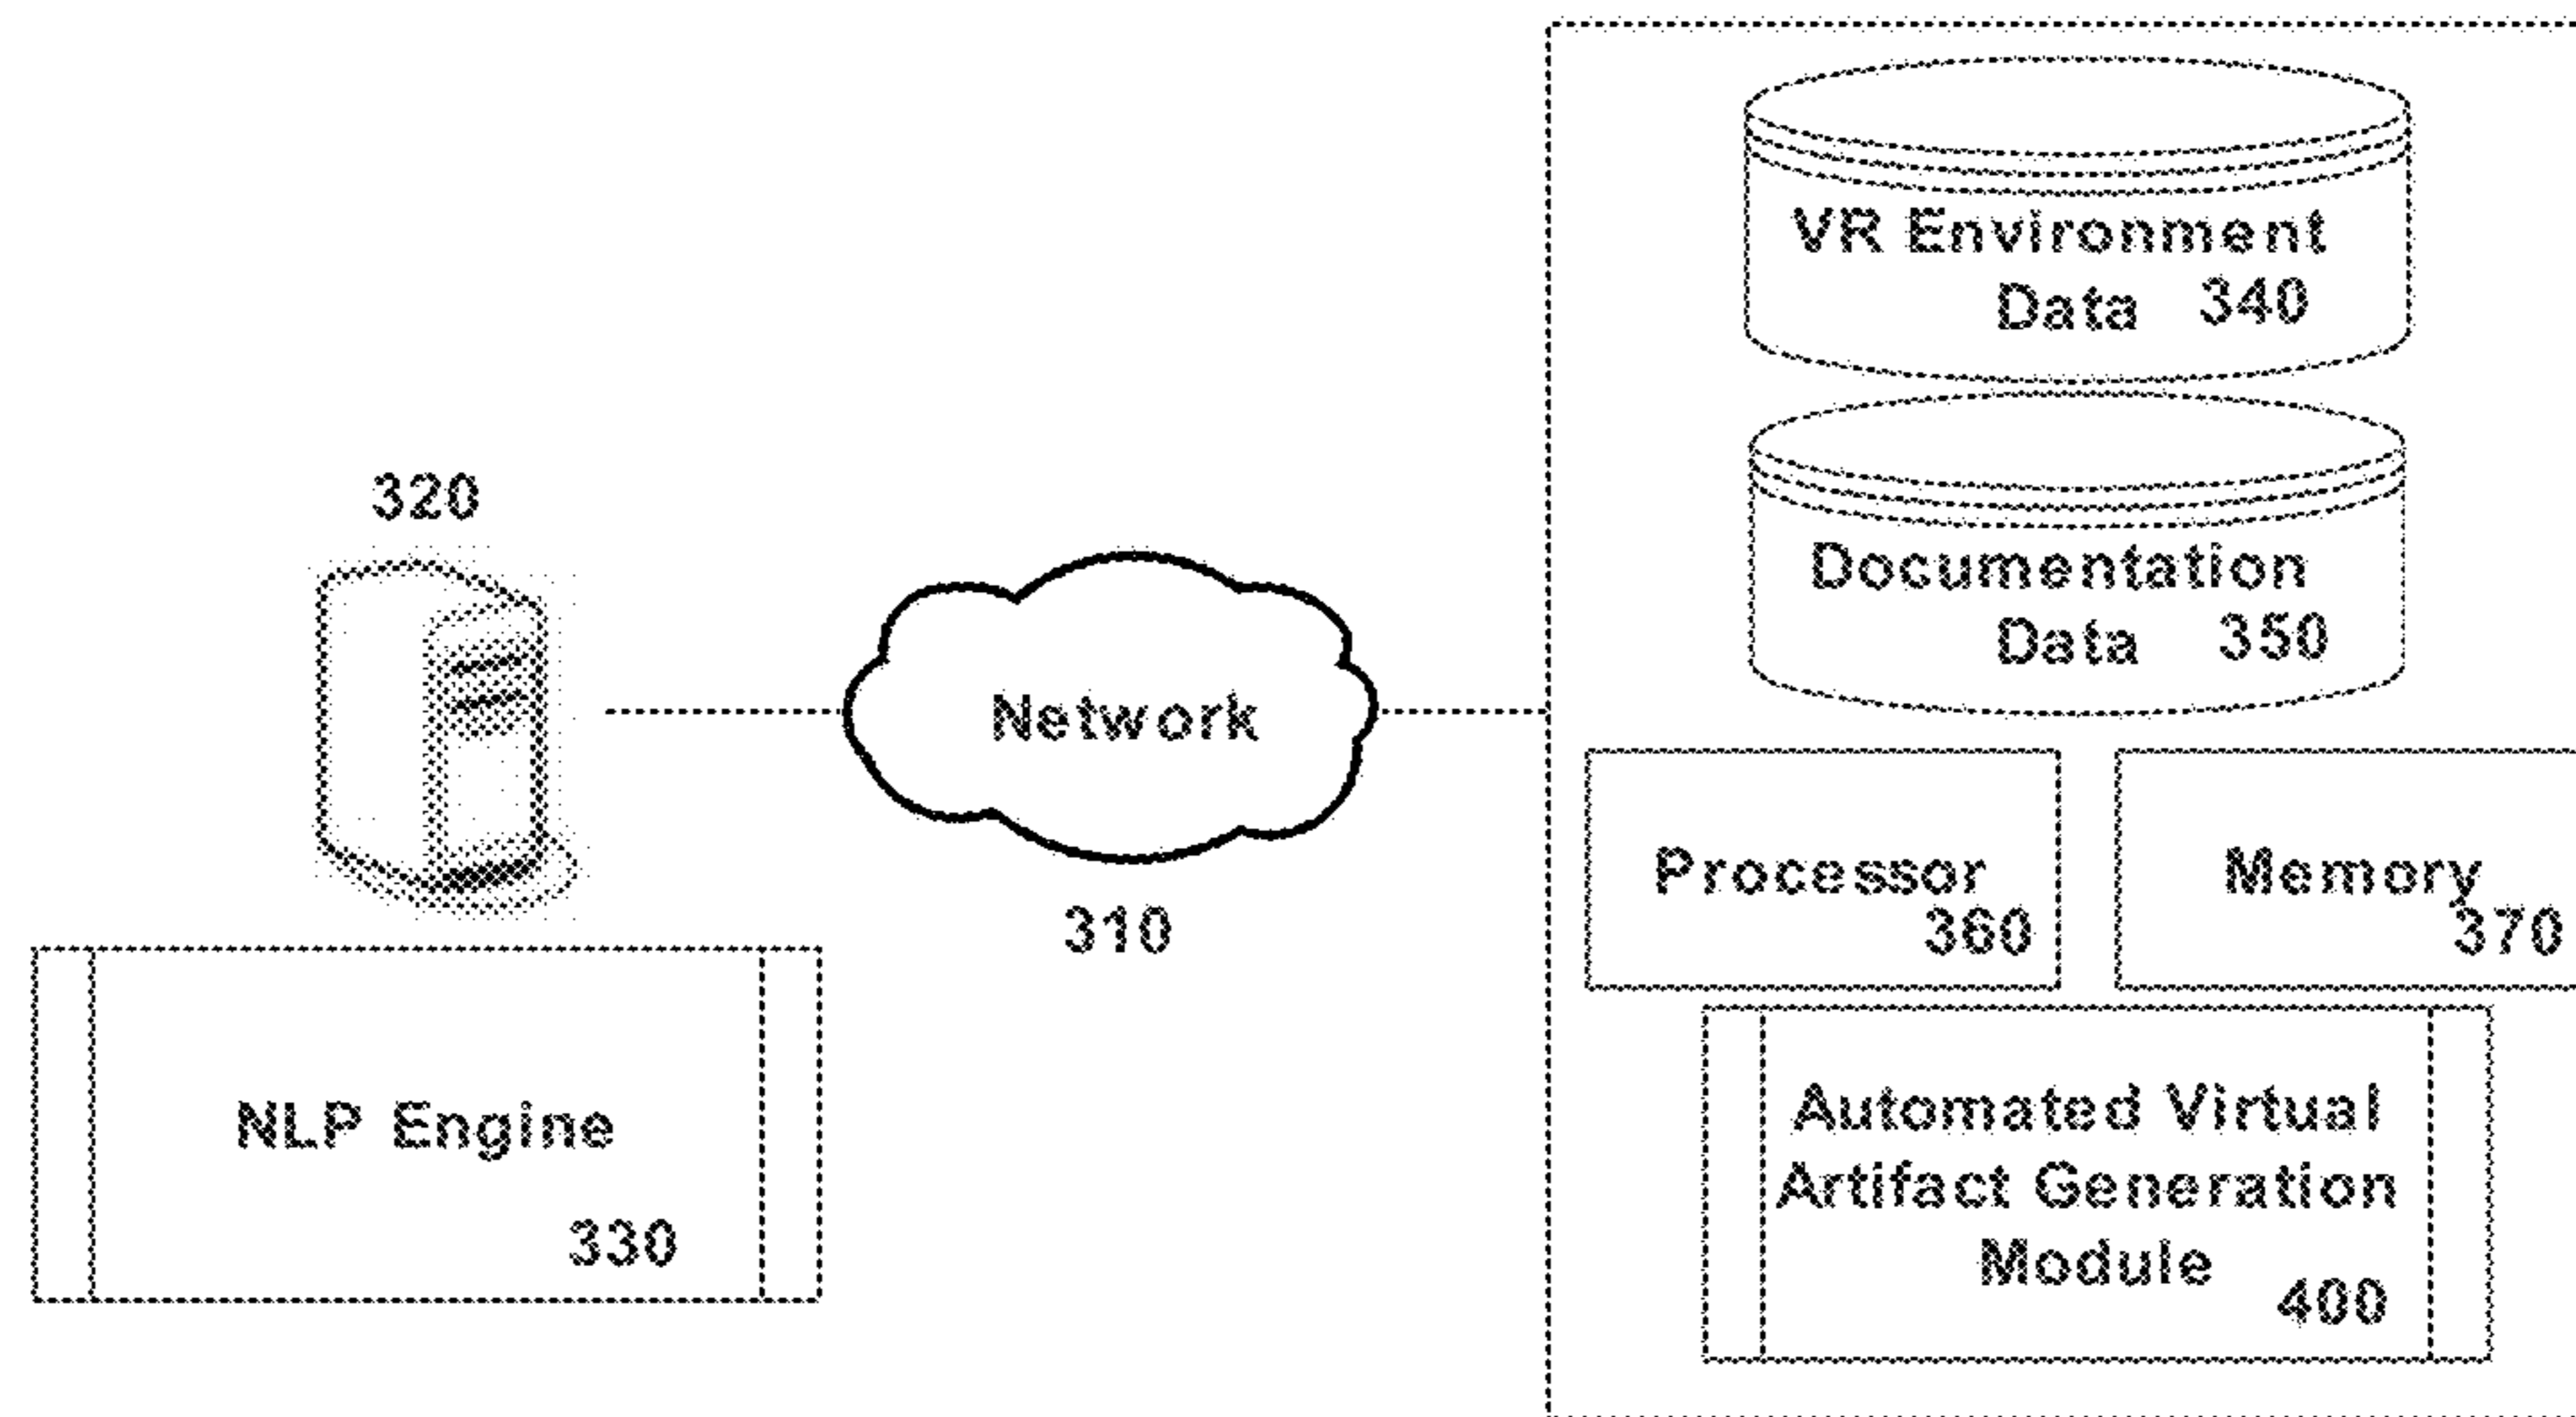 320
NLP Engine
330
Network
310
VR Environment
Data 340
Documentation
Data 350
Processor
360
Memory
370
Automated Virtual
Artifact Generation
Module
400